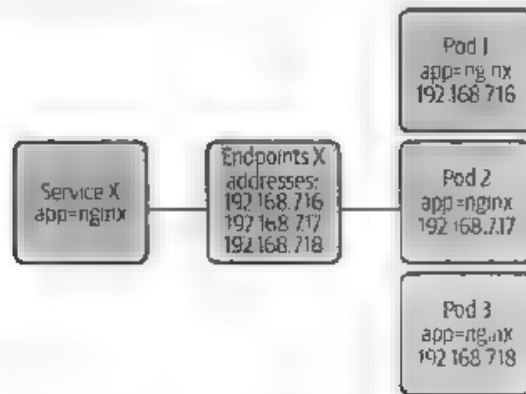 Service X
app=nginx
Endpoints X
addresses:
192.168.7.16
192.168.7.17
192.168.7.18
Pod 1
app=nginx
192.168.7.16
Pod 2
app=nginx
192.168.7.17
Pod 3
app=nginx
192.168.7.18